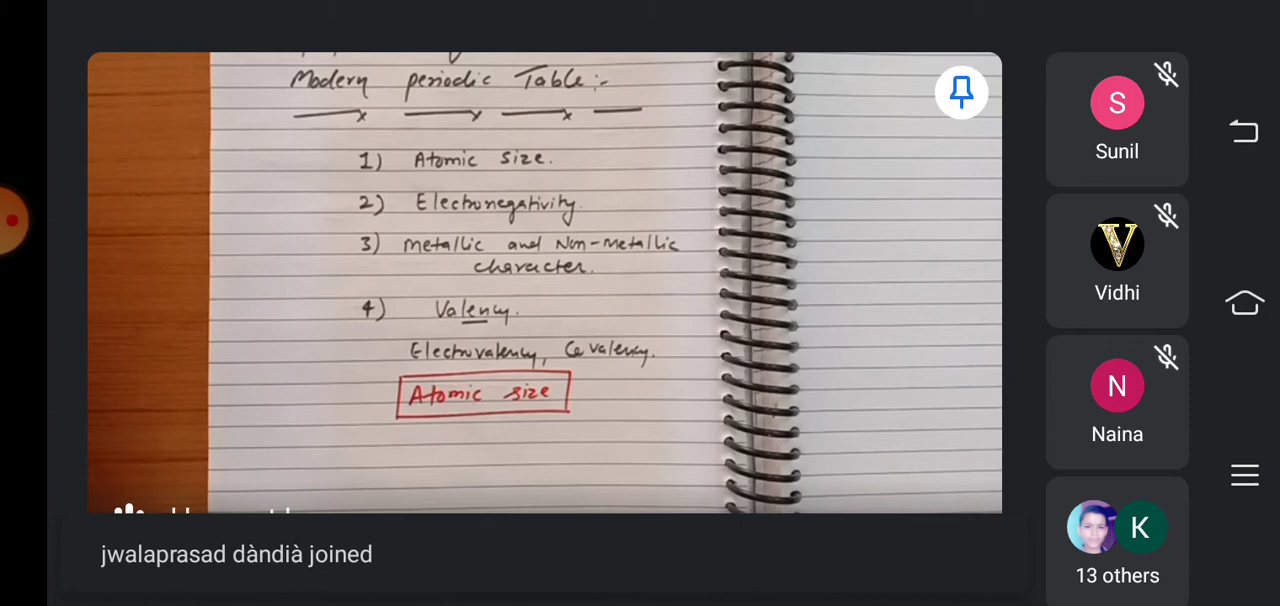 Modern periodic Table :-
1) Atomic size.
2) Electronegativity.
3) Metallic and Non-metallic
character.
4) Valency.
Electrovalency, Covalency.
Atomic size
S
Sunil
V
Vidhi
N
Naina
K
13 others
jwalaprasad dàndià joined